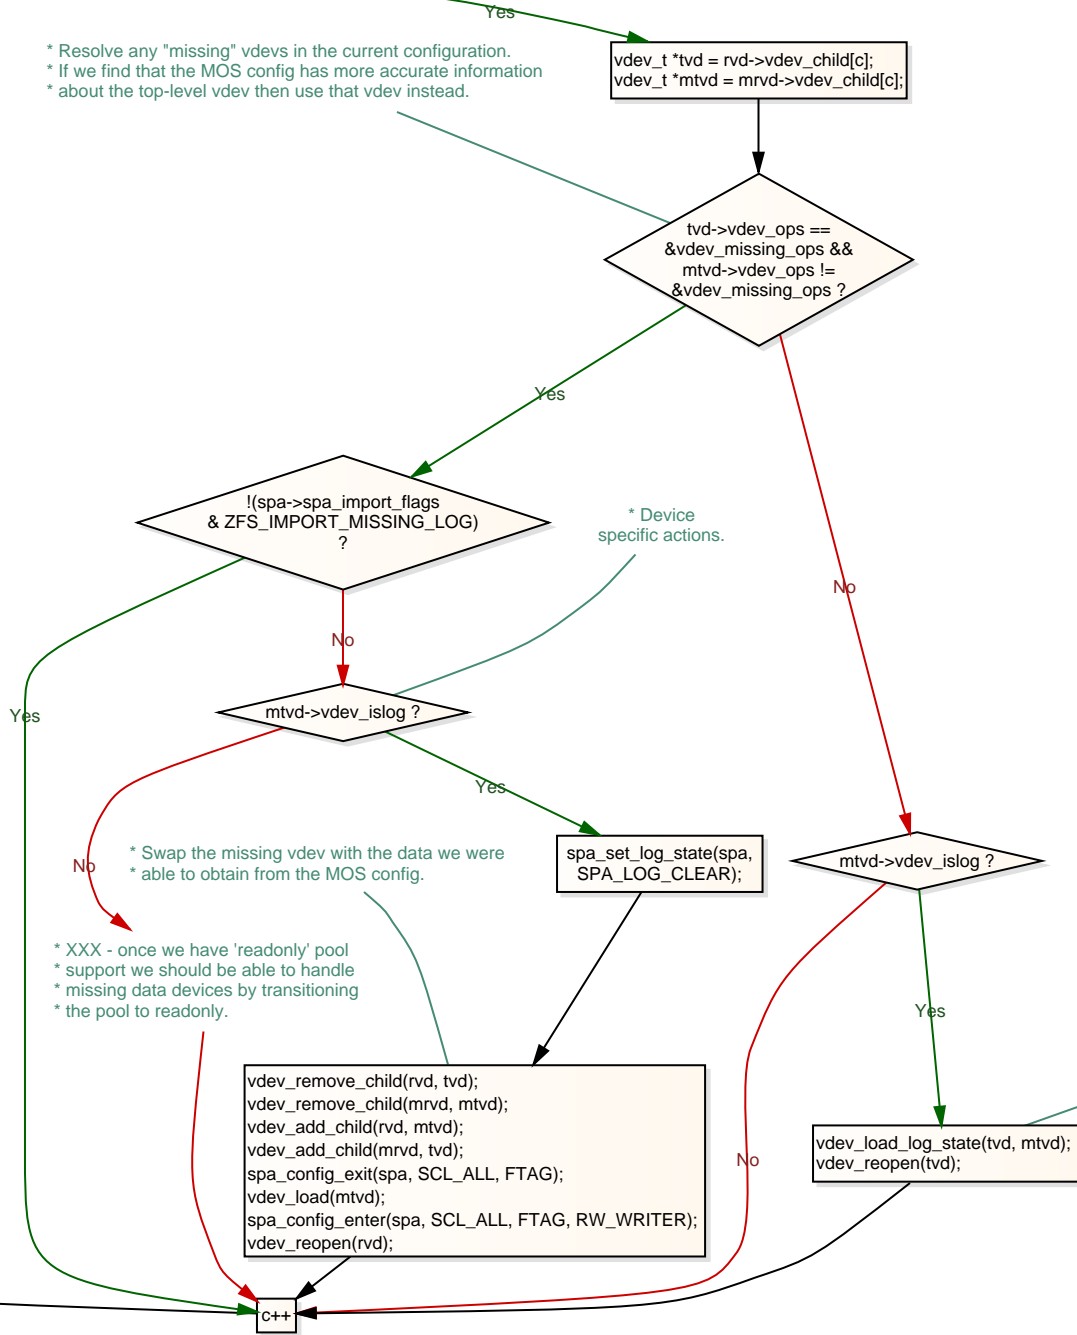 Yes
* Resolve any "missing" vdevs in the current configuration.
* If we find that the MOS config has more accurate information
* about the top-level vdev then use that vdev instead.
vdev_t *tvd = rvd->vdev_child[c];
vdev_t *mtvd = mrvd->vdev_child[c];
tvd->vdev_ops ==
&vdev_missing_ops &&
mtvd->vdev_ops !=
&vdev_missing_ops ?
Yes
!(spa->spa_import_flags
& ZFS_IMPORT_MISSING_LOG)
?
* Device
specific actions.
No
No
mtvd->vdev_islog ?
Yes
Yes
* Swap the missing vdev with the data we were
* able to obtain from the MOS config.
No
spa_set_log_state(spa,
SPA_LOG_CLEAR);
mtvd->vdev_islog ?
* XXX - once we have 'readonly' pool
* support we should be able to handle
* missing data devices by transitioning
* the pool to readonly.
Yes
vdev_remove_child(rvd, tvd);
vdev_remove_child(mrvd, mtvd);
vdev_add_child(rvd, mtvd);
vdev_add_child(mrvd, tvd);
spa_config_exit(spa, SCL_ALL, FTAG);
vdev_load(mtvd);
spa_config_enter(spa, SCL_ALL, FTAG, RW_WRITER);
vdev_reopen(rvd);
No
vdev_load_log_state(tvd, mtvd);
vdev_reopen(tvd);
c++